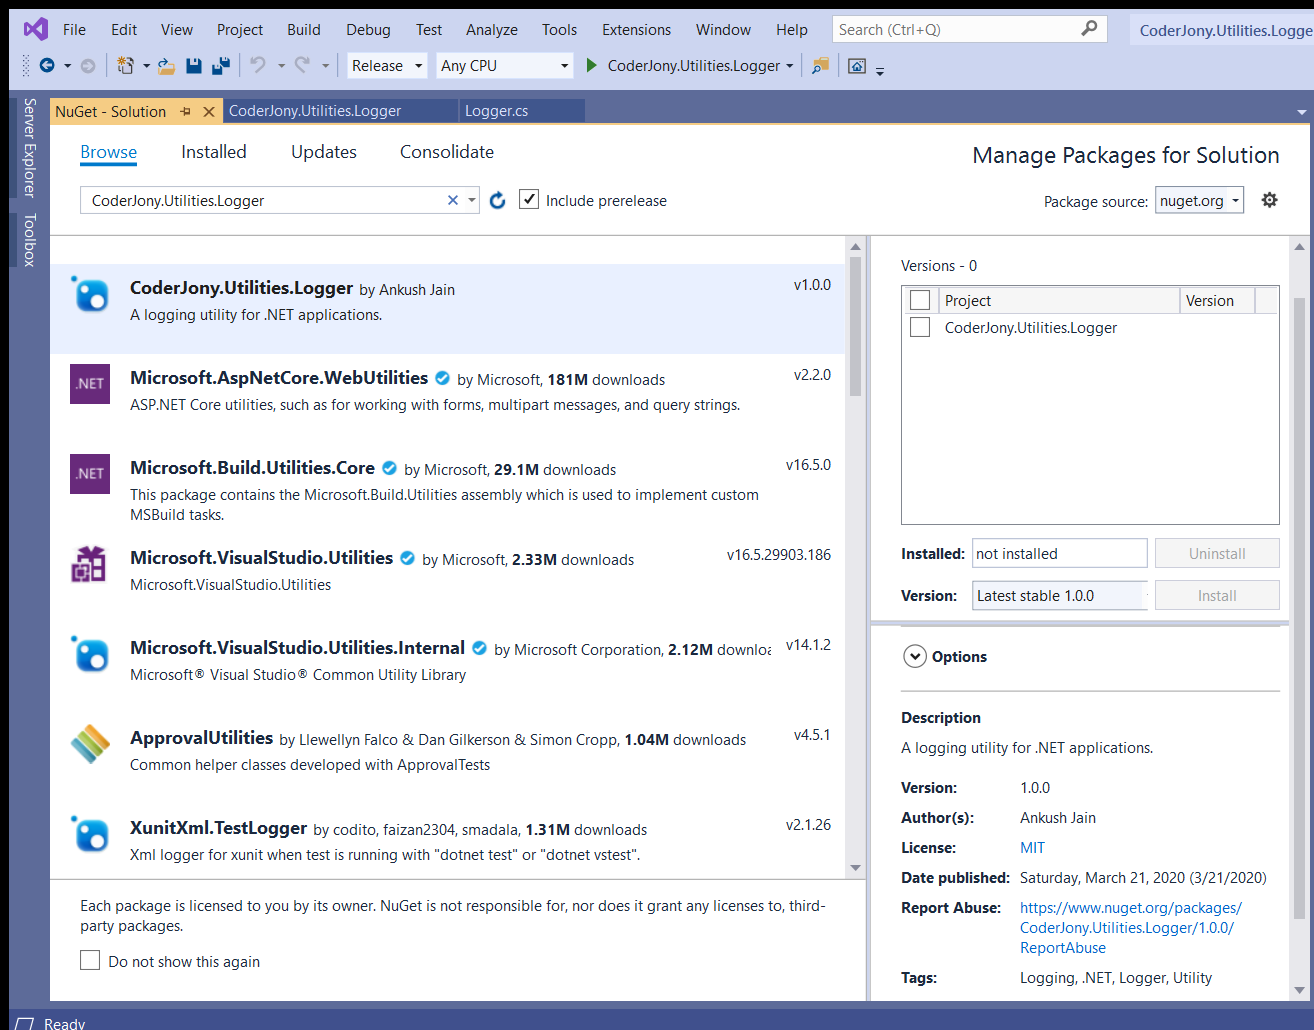 File Edit View Project Build Debug Test Analyze Tools Extensions Window Help Search (Ctrl+Q) CoderJony.Utilities.Logge
Release Any CPU CoderJony.Utilities.Logger
Server Explorer
Toolbox
NuGet - Solution CoderJony.Utilities.Logger Logger.cs
Browse Installed Updates Consolidate
Manage Packages for Solution
CoderJony.Utilities.Logger Include prerelease
Package source: nuget.org
CoderJony.Utilities.Logger by Ankush Jain v1.0.0
A logging utility for .NET applications.
.NET
Microsoft.AspNetCore.WebUtilities by Microsoft, 181M downloads v2.2.0
ASP.NET Core utilities, such as for working with forms, multipart messages, and query strings.
.NET
Microsoft.Build.Utilities.Core by Microsoft, 29.1M downloads v16.5.0
This package contains the Microsoft.Build.Utilities assembly which is used to implement custom
MSBuild tasks.
Microsoft.VisualStudio.Utilities by Microsoft, 2.33M downloads v16.5.29903.186
Microsoft.VisualStudio.Utilities
Microsoft.VisualStudio.Utilities.Internal by Microsoft Corporation, 2.12M downloa v14.1.2
Microsoft® Visual Studio® Common Utility Library
ApprovalUtilities by Llewellyn Falco & Dan Gilkerson & Simon Cropp, 1.04M downloads v4.5.1
Common helper classes developed with ApprovalTests
XunitXml.TestLogger by codito, faizan2304, smadala, 1.31M downloads v2.1.26
Xml logger for xunit when test is running with "dotnet test" or "dotnet vstest".
Each package is licensed to you by its owner. NuGet is not responsible for, nor does it grant any licenses to, third-
party packages.
Do not show this again
Versions - 0
Project Version
CoderJony.Utilities.Logger
Installed: not installed Uninstall
Version: Latest stable 1.0.0 Install
Options
Description
A logging utility for .NET applications.
Version: 1.0.0
Author(s): Ankush Jain
License: MIT
Date published: Saturday, March 21, 2020 (3/21/2020)
Report Abuse: https://www.nuget.org/packages/
CoderJony.Utilities.Logger/1.0.0/
ReportAbuse
Tags: Logging, .NET, Logger, Utility
Ready